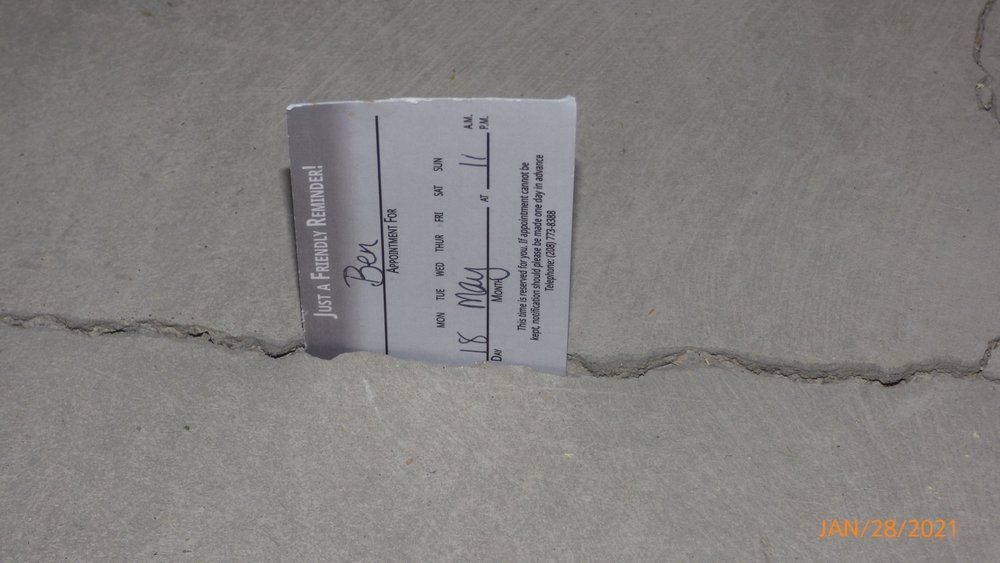 JUST A FRIENDLY REMINDER!
Ben
APPOINTMENT FOR
MON TUE WED THUR FRI SAT SUN
18 May AT 11 A.M. P.M.
DAY MONTH
This time is reserved for you. If appointment cannot be
kept, notification should please be made one day in advance
Telephone: (208) 773-8388
JAN/28/2021